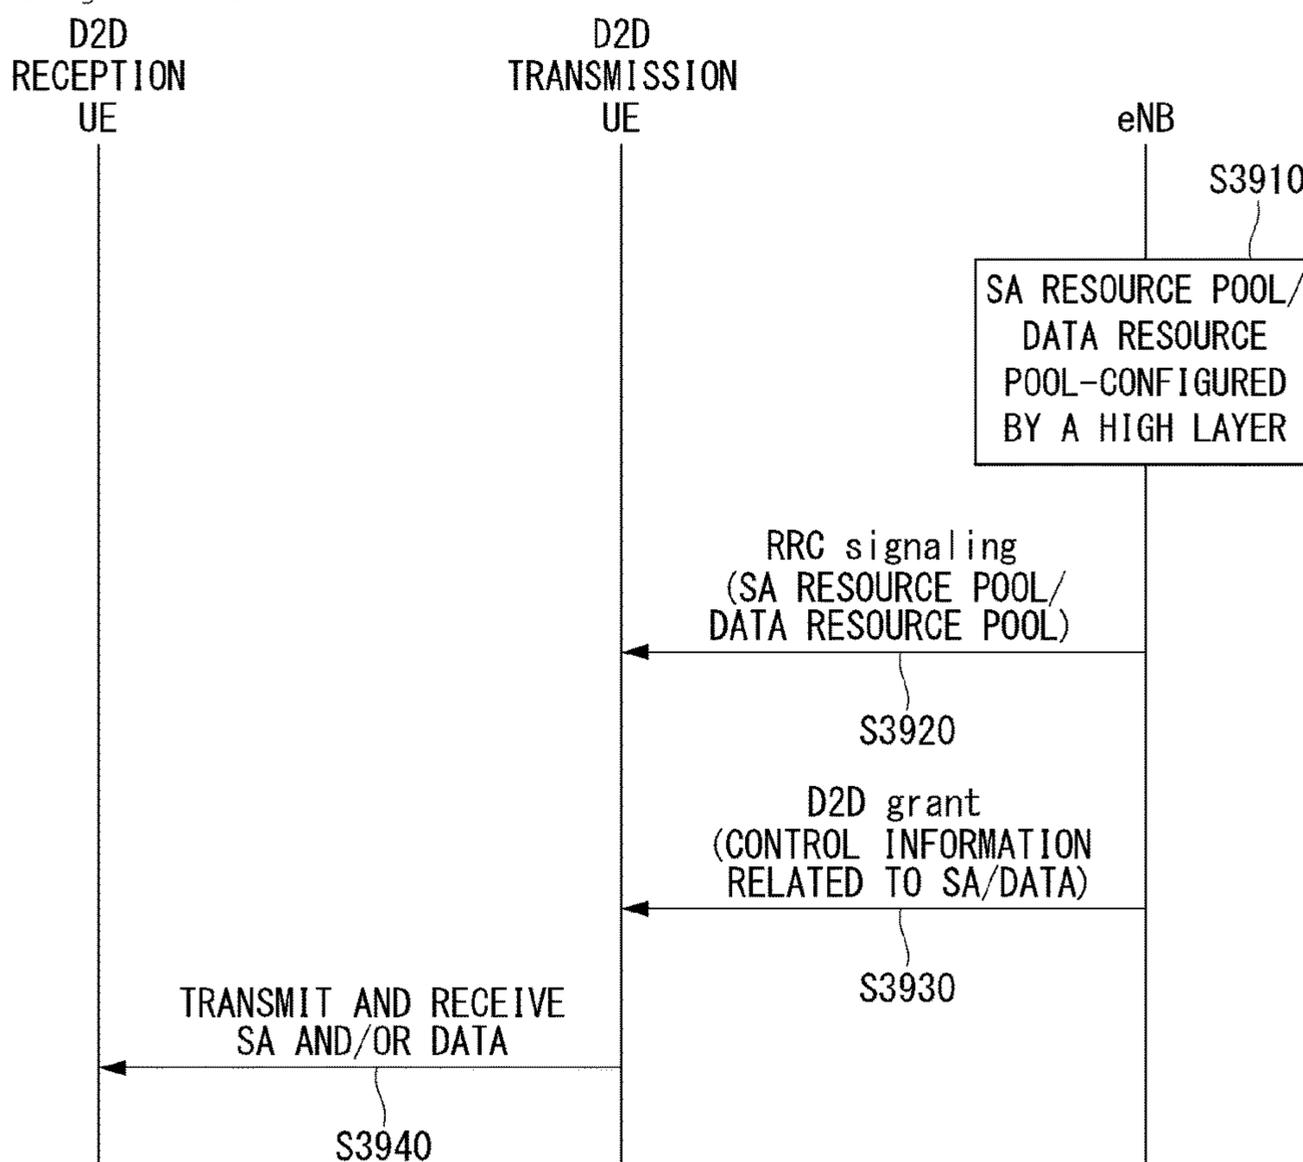 D2D
RECEPTION
UE
D2D
TRANSMISSION
UE
eNB
S3910
SA RESOURCE POOL/
DATA RESOURCE
POOL-CONFIGURED
BY A HIGH LAYER
RRC signaling
(SA RESOURCE POOL/
DATA RESOURCE POOL)
S3920
D2D grant
(CONTROL INFORMATION
RELATED TO SA/DATA)
S3930
TRANSMIT AND RECEIVE
SA AND/OR DATA
S3940